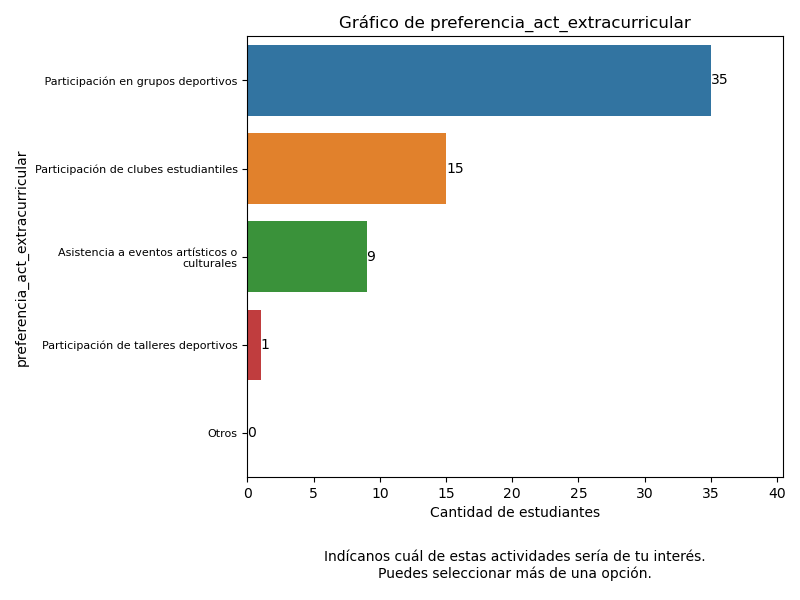 Gráfico de preferencia_act_extracurricular
preferencia_act_extracurricular
Participación en grupos deportivos
35
Participación de clubes estudiantiles
15
Asistencia a eventos artísticos o
culturales
9
Participación de talleres deportivos
1
Otros
0
0 5 10 15 20 25 30 35 40
Cantidad de estudiantes
Indícanos cuál de estas actividades sería de tu interés.
Puedes seleccionar más de una opción.